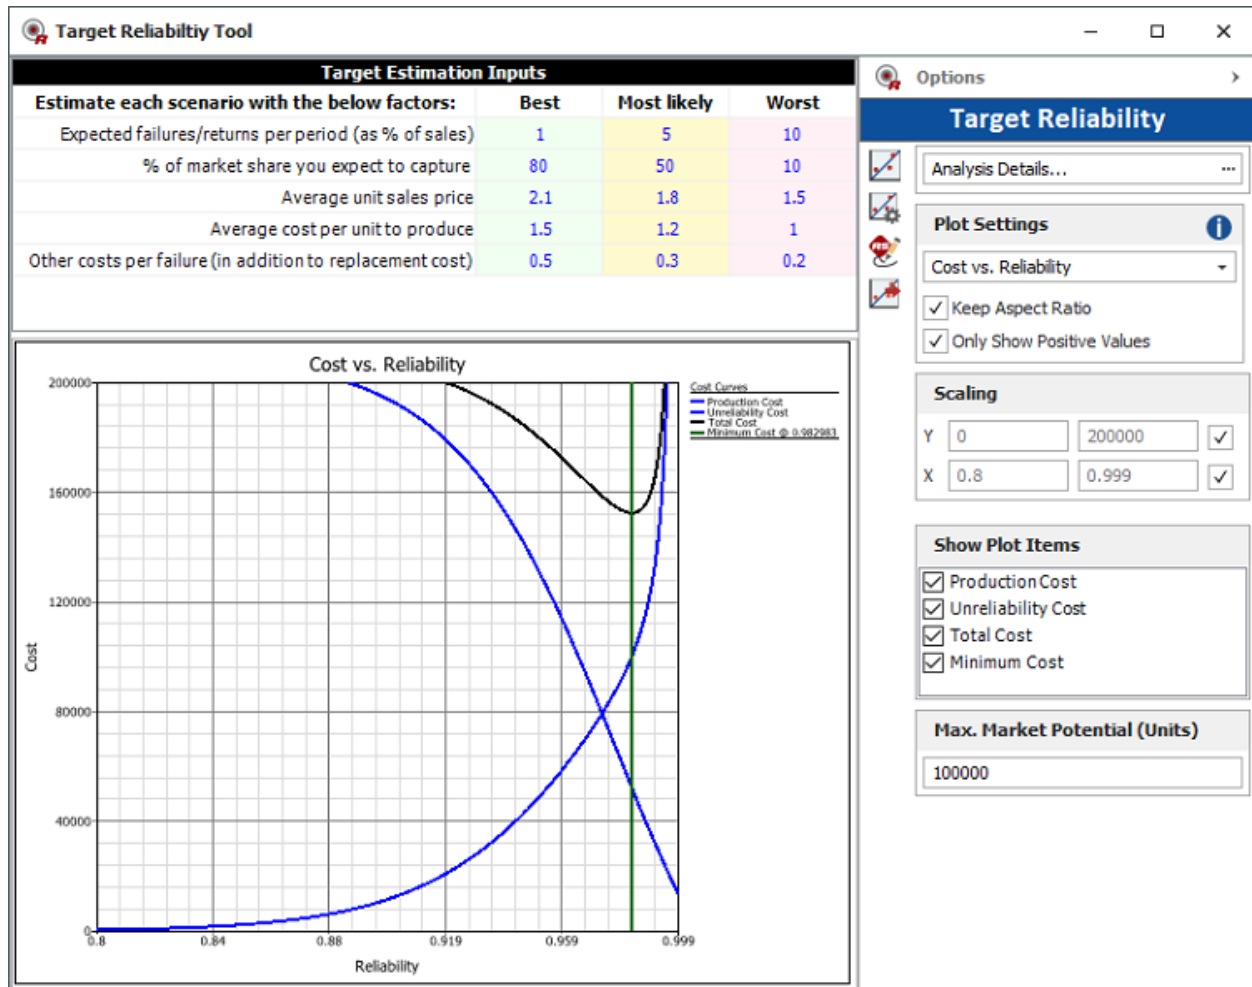 Target Reliabiltiy Tool
Target Estimation Inputs
Estimate each scenario with the below factors: Best Most likely Worst
Expected failures/returns per period (as % of sales) 1 5 10
% of market share you expect to capture 80 50 10
Average unit sales price 2.1 1.8 1.5
Average cost per unit to produce 1.5 1.2 1
Other costs per failure (in addition to replacement cost) 0.5 0.3 0.2
Cost vs. Reliability
200000
160000
120000
80000
40000
0
Cost
0.8 0.84 0.88 0.919 0.959 0.999
Reliability
Cost Curves
Production Cost
Unreliability Cost
Total Cost
Minimum Cost @ 0.982983
Options
Target Reliability
Analysis Details... ...
Plot Settings
Cost vs. Reliability
Keep Aspect Ratio
Only Show Positive Values
Scaling
Y 0 200000
X 0.8 0.999
Show Plot Items
Production Cost
Unreliability Cost
Total Cost
Minimum Cost
Max. Market Potential (Units)
100000